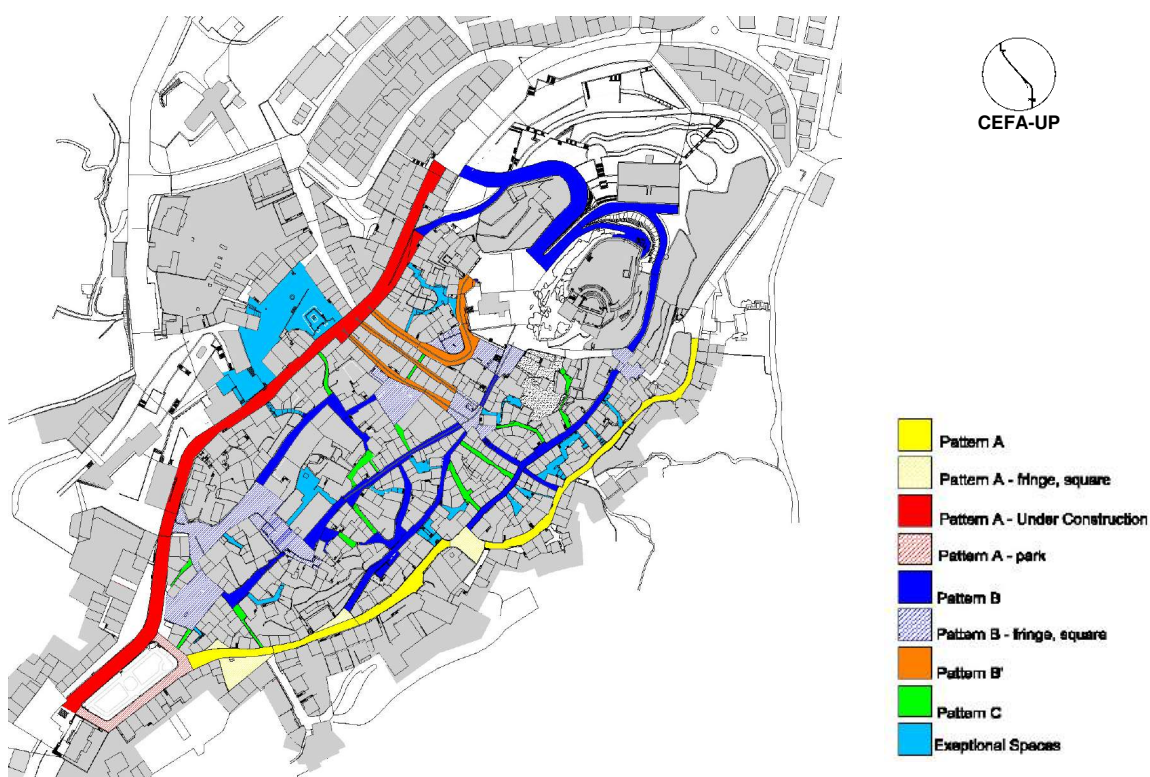 CEFA-UP
Pattern A
Pattern A - fringe, square
Pattern A - Under Construction
Pattern A - park
Pattern B
Pattern B - fringe, square
Pattern B'
Pattern C
Exeptional Spaces